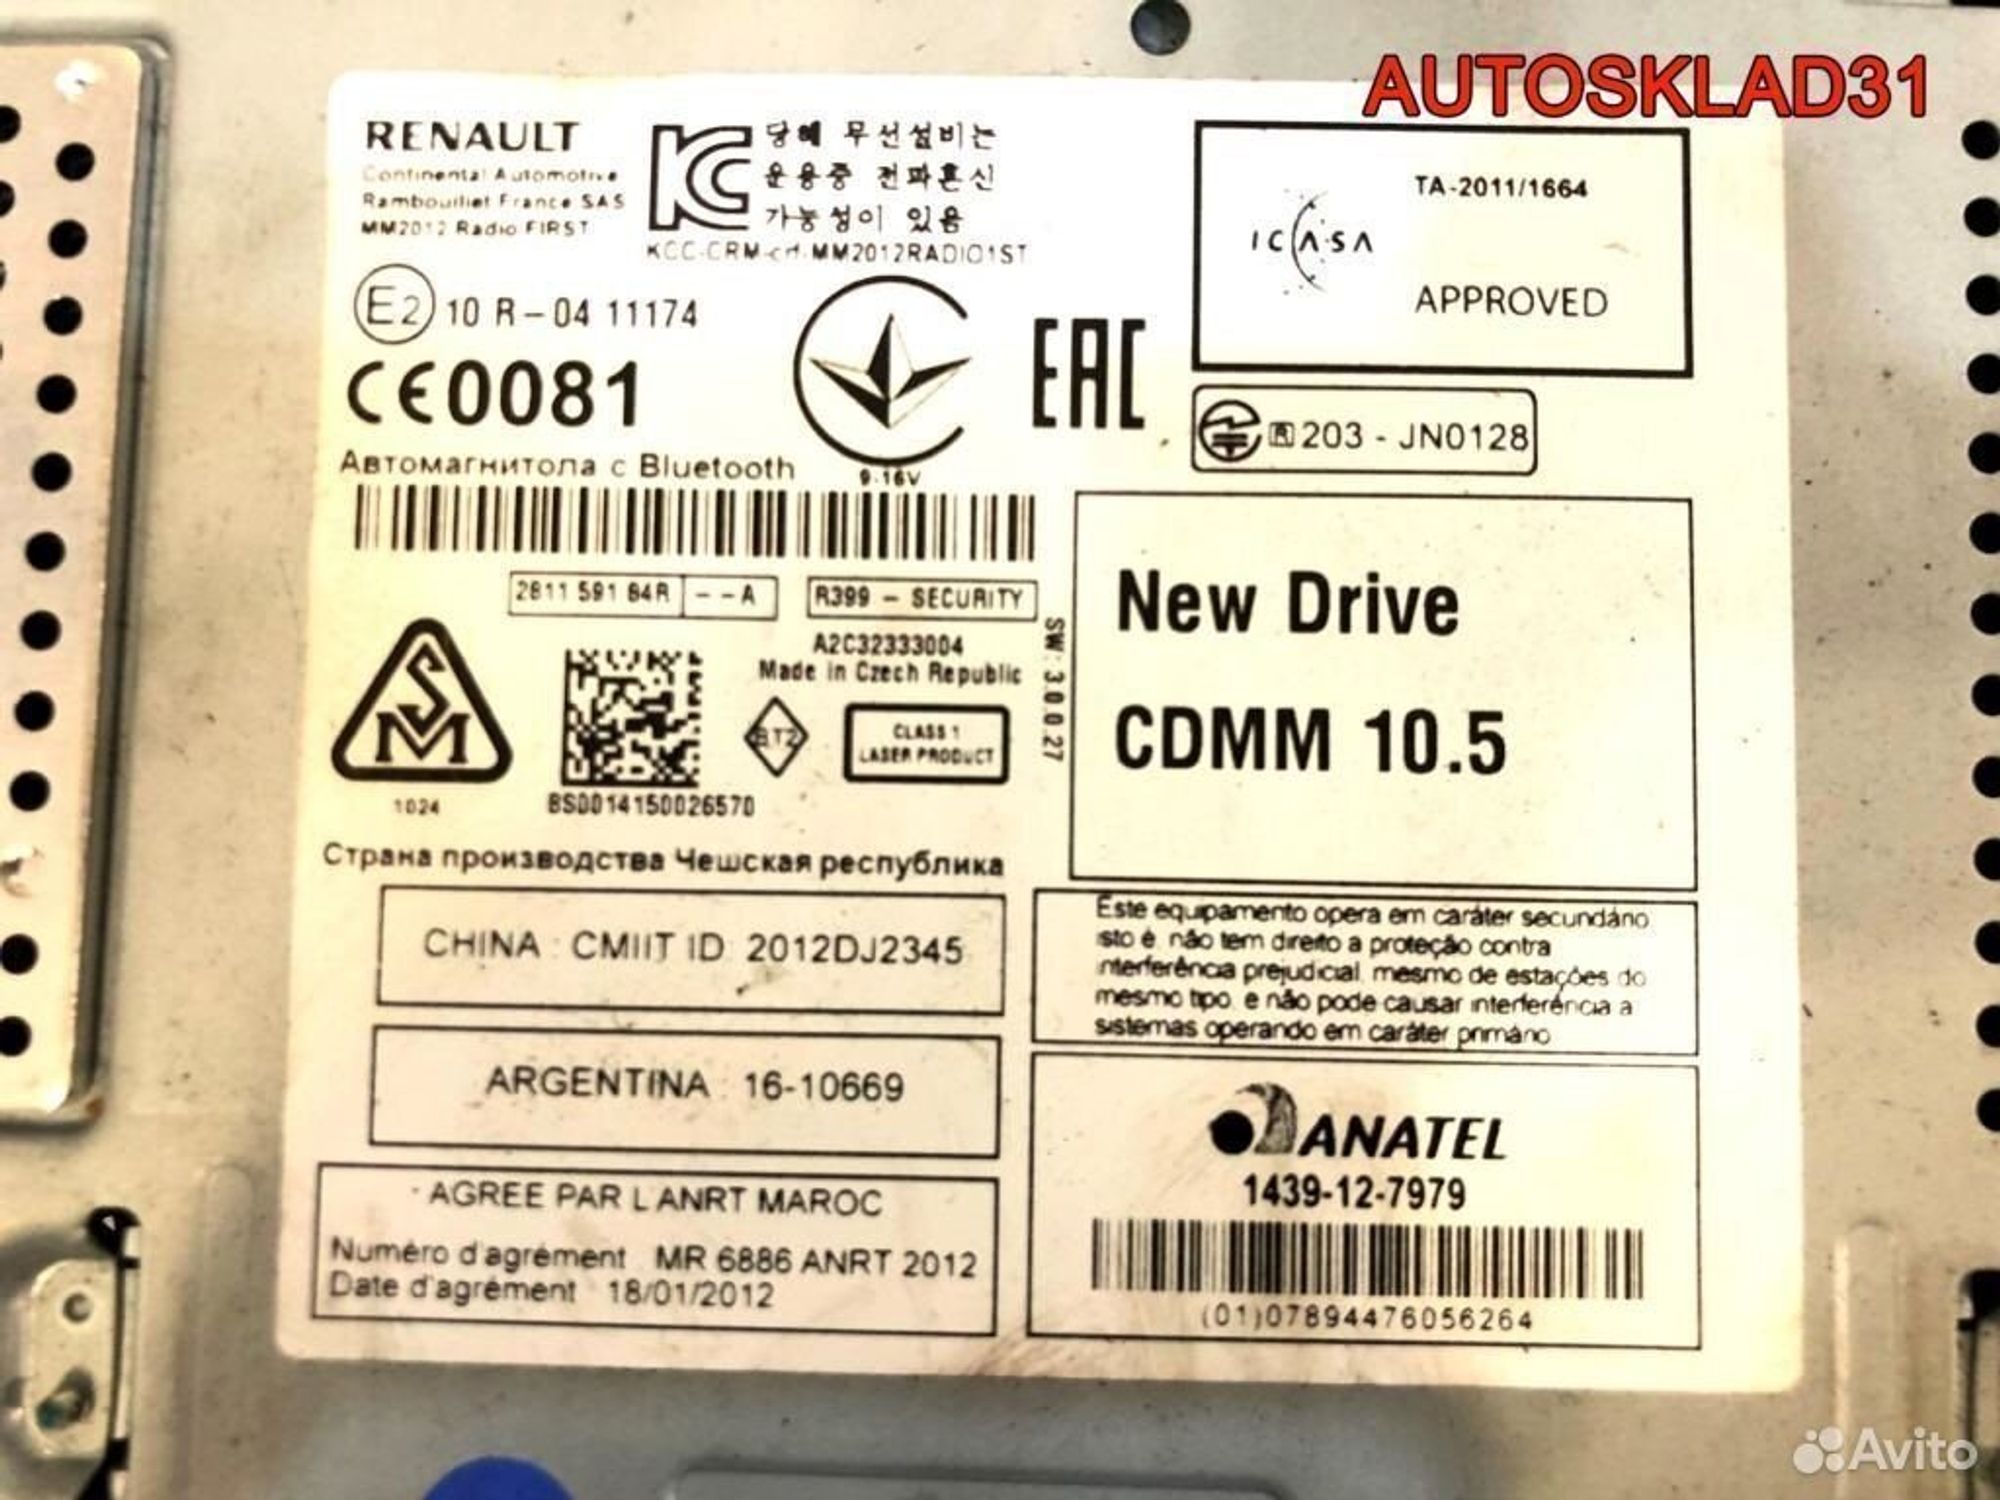 AUTOSKLAD31
RENAULT
Continental Automotive
Rambouillet France SAS
MM2012 Radio FIRST
당해 무선설비는
운용중 전파혼신
가능성이 있음
KCC-CRM-crf-MM2012RADIO1ST
E2 10 R-04 11174
CE0081
Автомагнитола с Bluetooth
9-16V
EAC
ICASA
TA-2011/1664
APPROVED
R 203 - JN0128
2811 591 84R --A
R399 - SECURITY
A2C32333004
Made in Czech Republic
SW: 3.0.0.27
SM
1024
CLASS 1
LASER PRODUCT
Страна производства Чешская республика
New Drive
CDMM 10.5
CHINA : CMIIT ID: 2012DJ2345
ARGENTINA: 16-10669
AGREE PAR L ANRT MAROC
Numéro d'agrément MR 6886 ANRT 2012
Date d'agrément 18/01/2012
Este equipamento opera em caráter secundário
isto é, não tem direito a proteção contra
interferência prejudicial, mesmo de estações do
mesmo tipo, e não pode causar interferência a
sistemas operando em caráter primário
ANATEL
1439-12-7979
(01)07894476056264
Avito